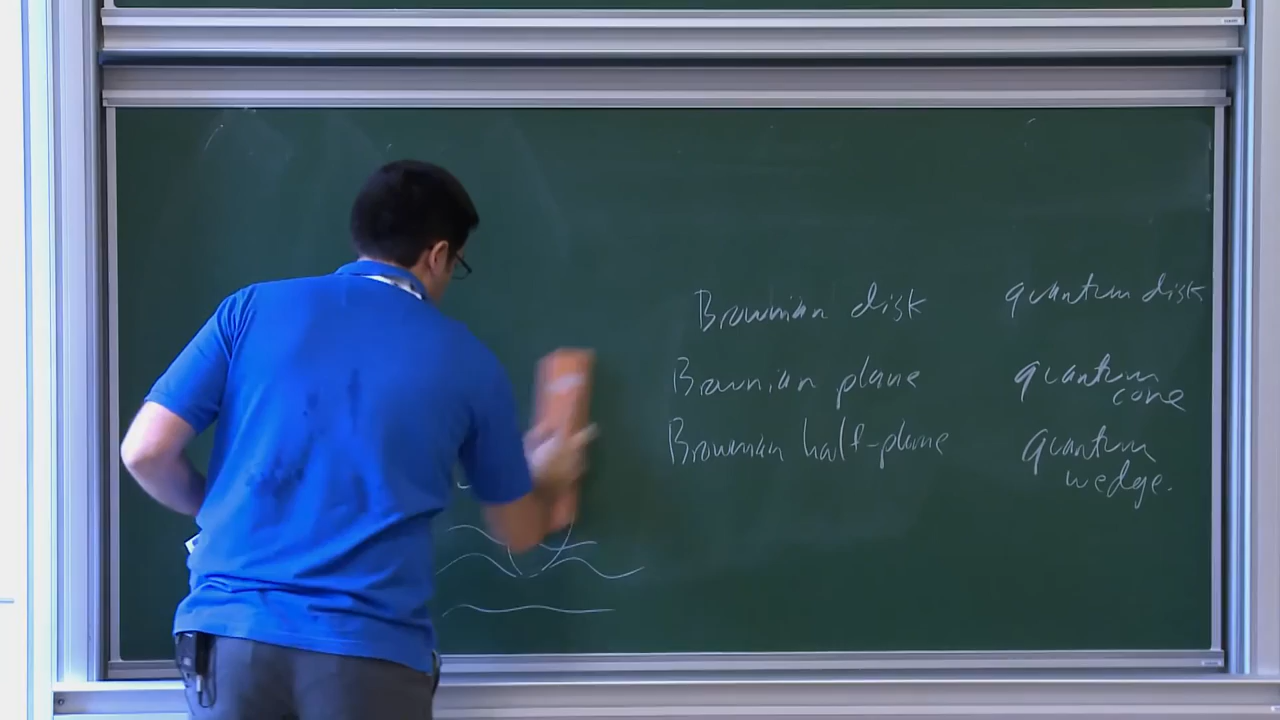 Brownian disk quantum disk
Brownian plane quantum cone
Brownian half-plane quantum wedge.